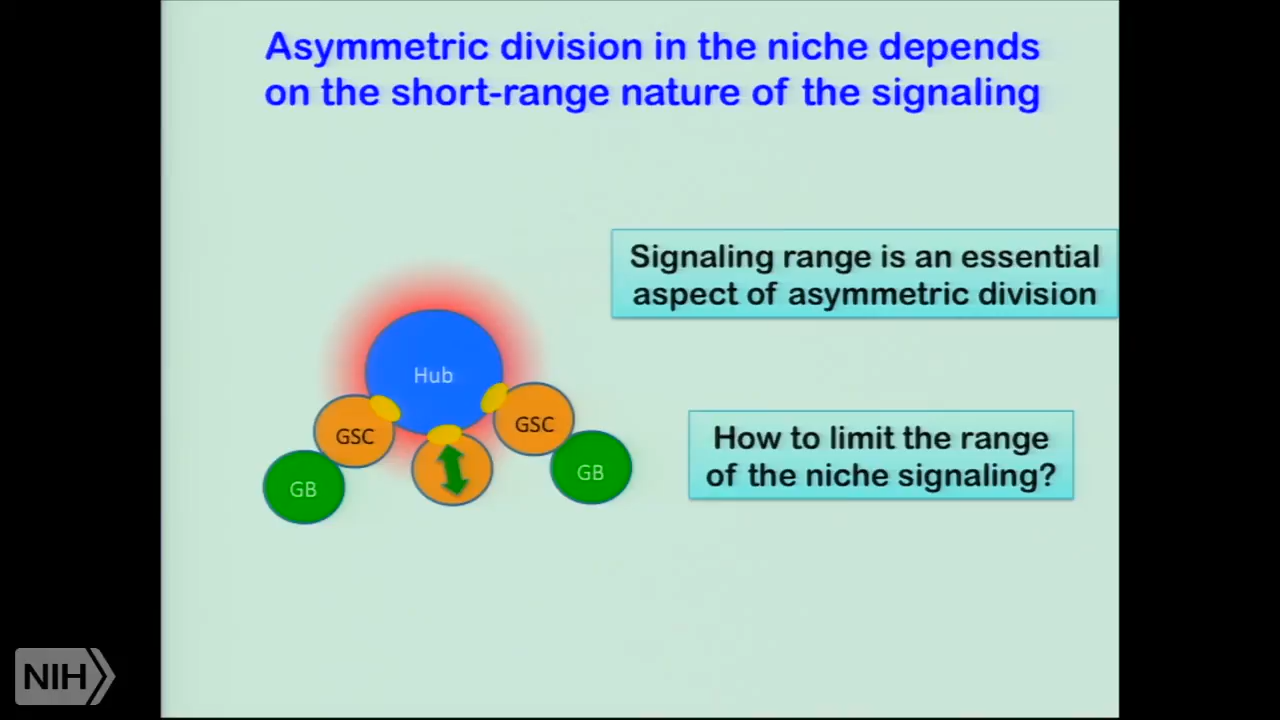 Asymmetric division in the niche depends
on the short-range nature of the signaling
Signaling range is an essential
aspect of asymmetric division
Hub
GSC
GSC
GB
GB
How to limit the range
of the niche signaling?
NIH